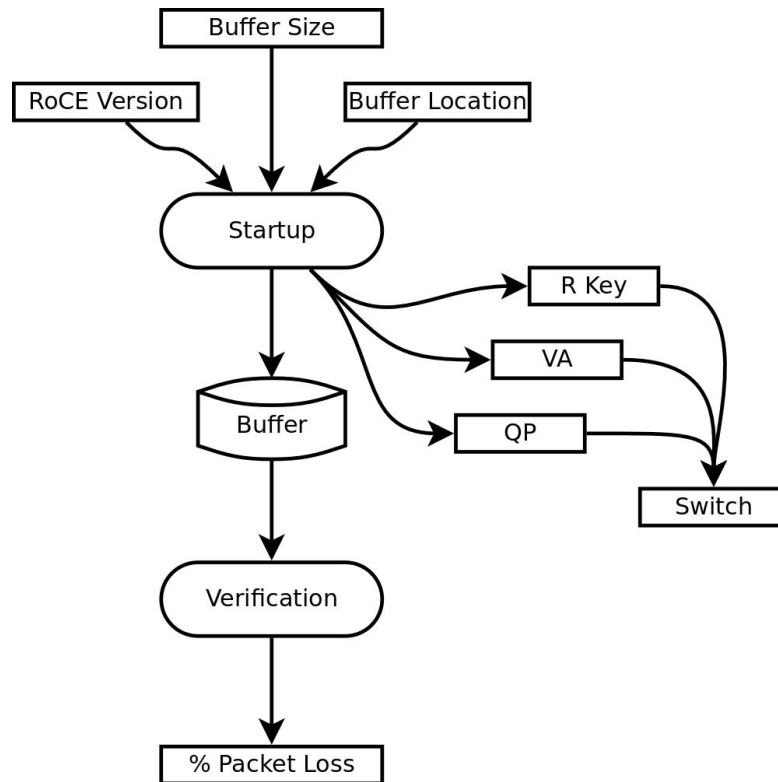 Buffer Size
RoCE Version
Buffer Location
Startup
R Key
VA
Buffer
QP
Switch
Verification
% Packet Loss